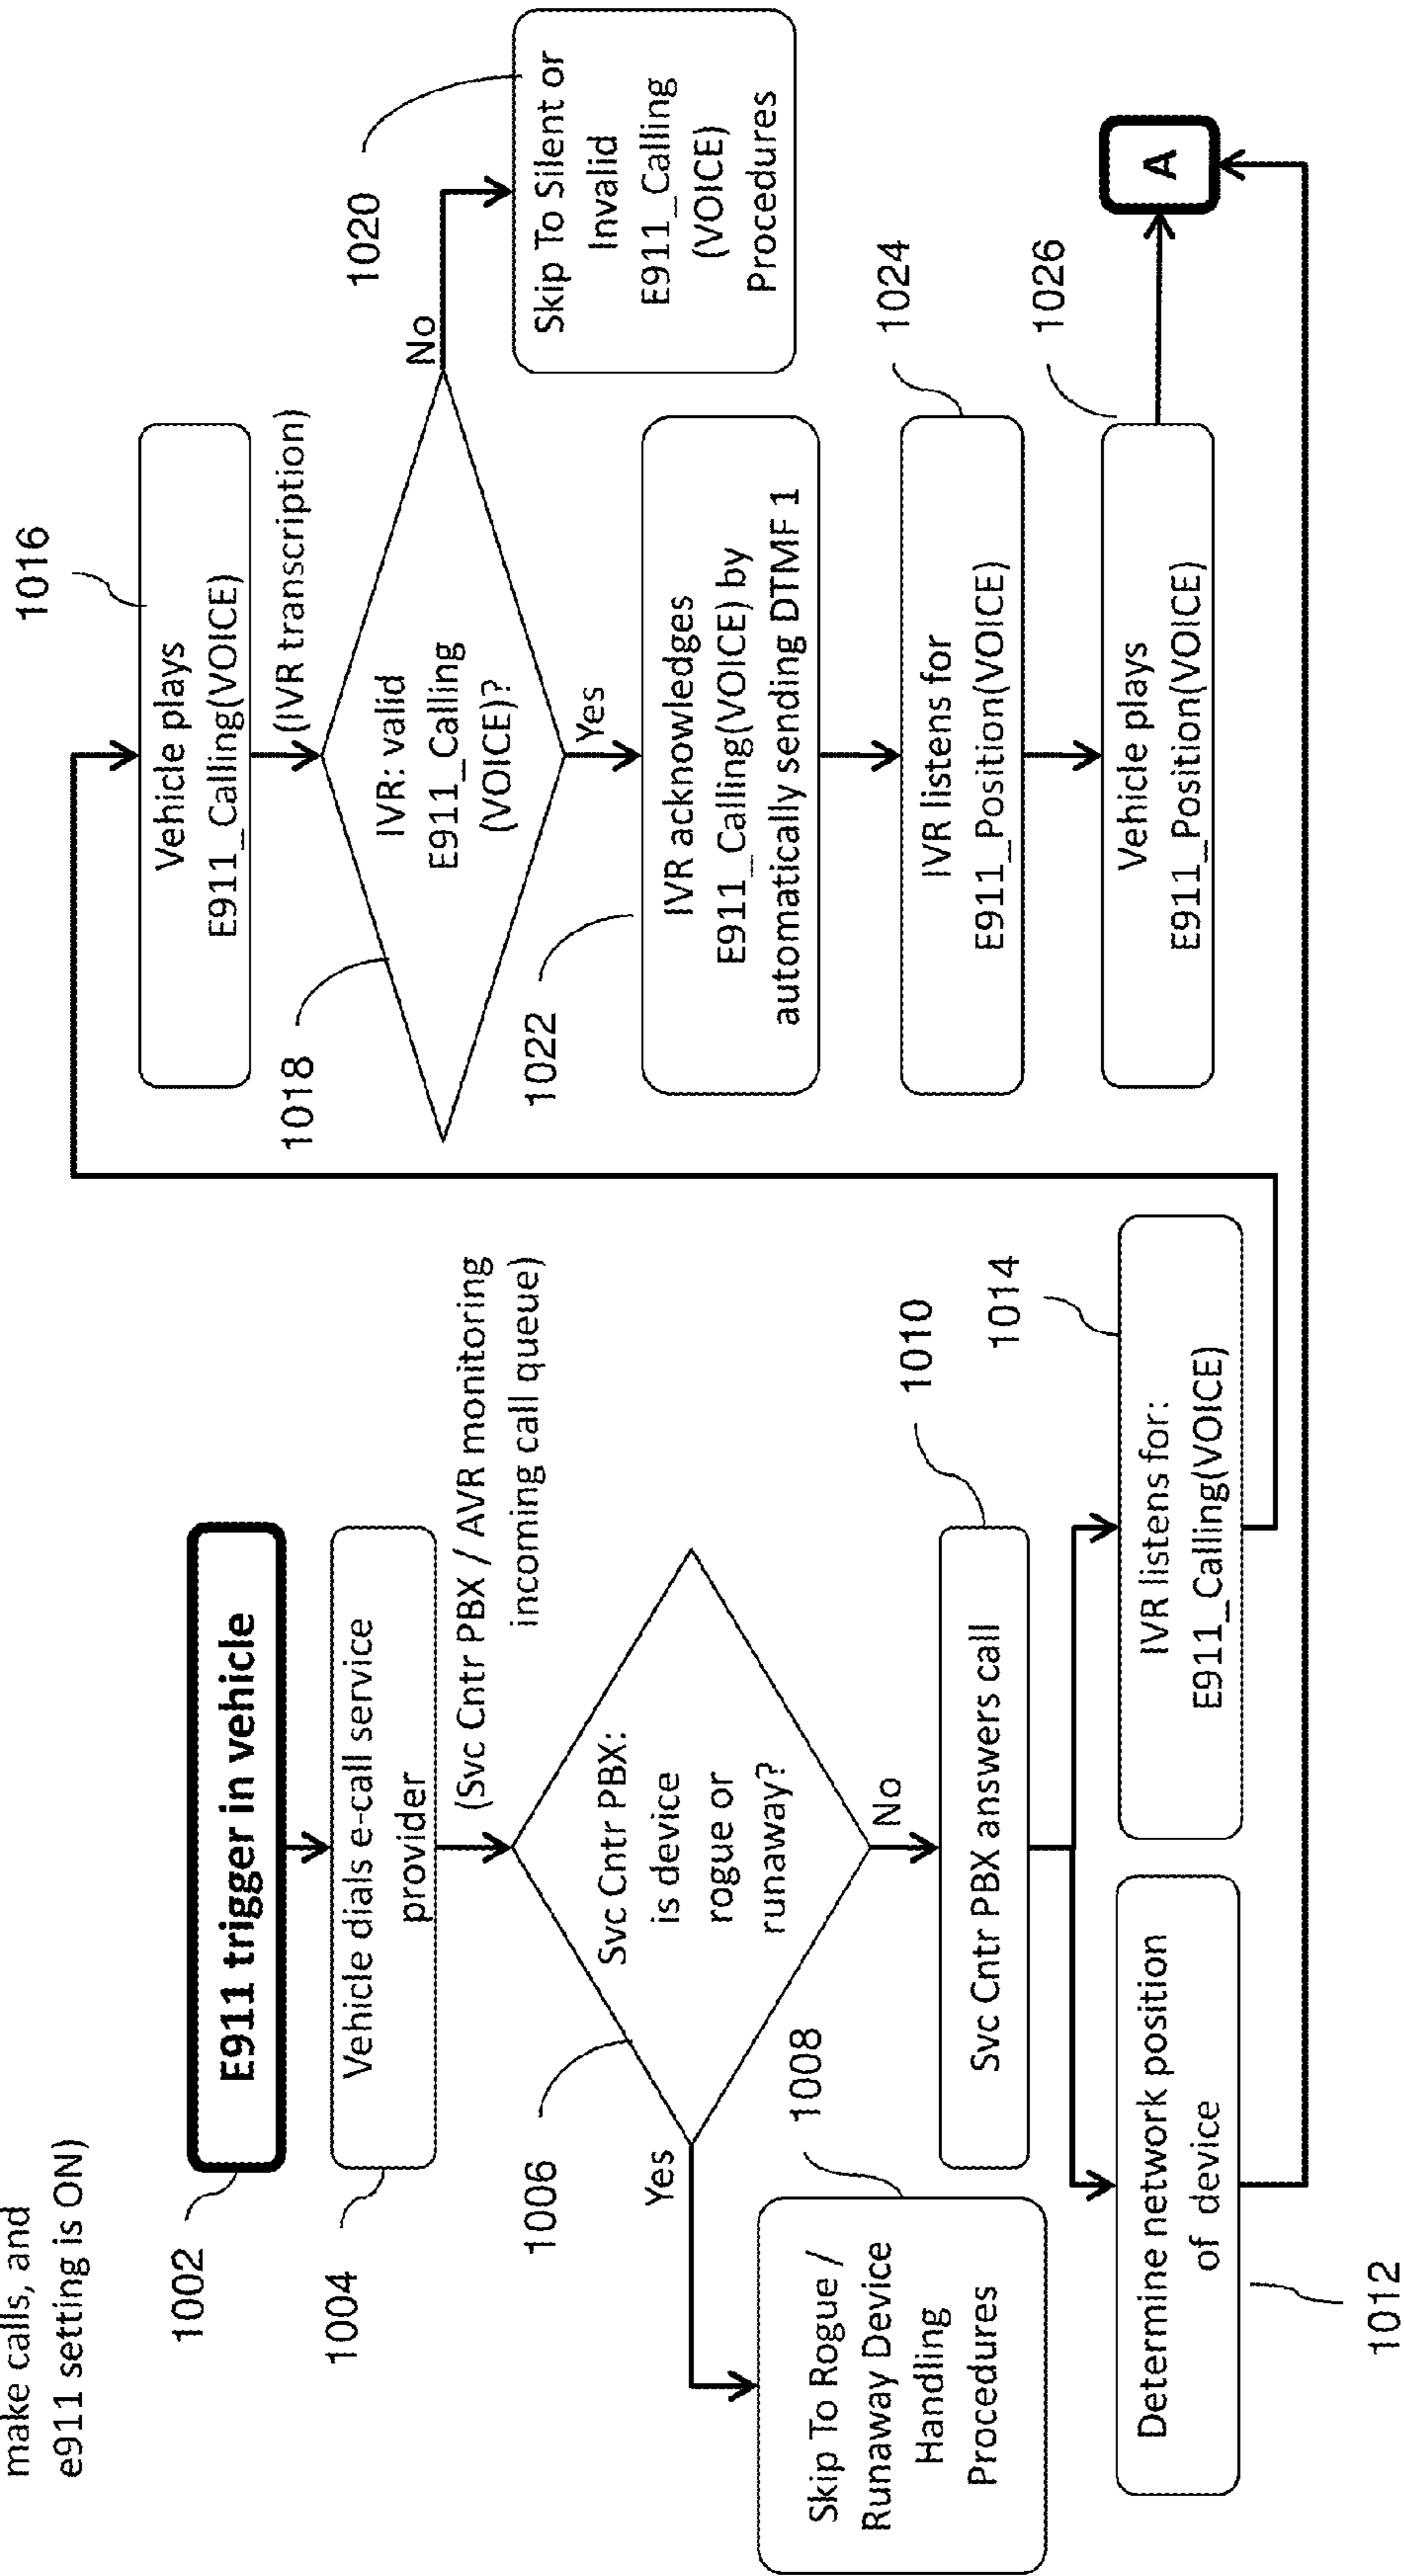 make calls, and
e911 setting is ON)
1002
E911 trigger in vehicle
1004
Vehicle dials e-call service
provider
(Svc Cntr PBX / AVR monitoring
incoming call queue)
1006
Svc Cntr PBX:
is device
rogue or
runaway?
Yes
No
1008
Skip To Rogue /
Runaway Device
Handling
Procedures
1010
Svc Cntr PBX answers call
1012
Determine network position
of device
1014
IVR listens for:
E911_Calling(VOICE)
1016
Vehicle plays
E911_Calling(VOICE)
(IVR transcription)
1018
IVR: valid
E911_Calling
(VOICE)?
No
Yes
1020
Skip To Silent or
Invalid
E911_Calling
(VOICE)
Procedures
1022
IVR acknowledges
E911_Calling(VOICE) by
automatically sending DTMF 1
1024
IVR listens for
E911_Position(VOICE)
1026
Vehicle plays
E911_Position(VOICE)
A